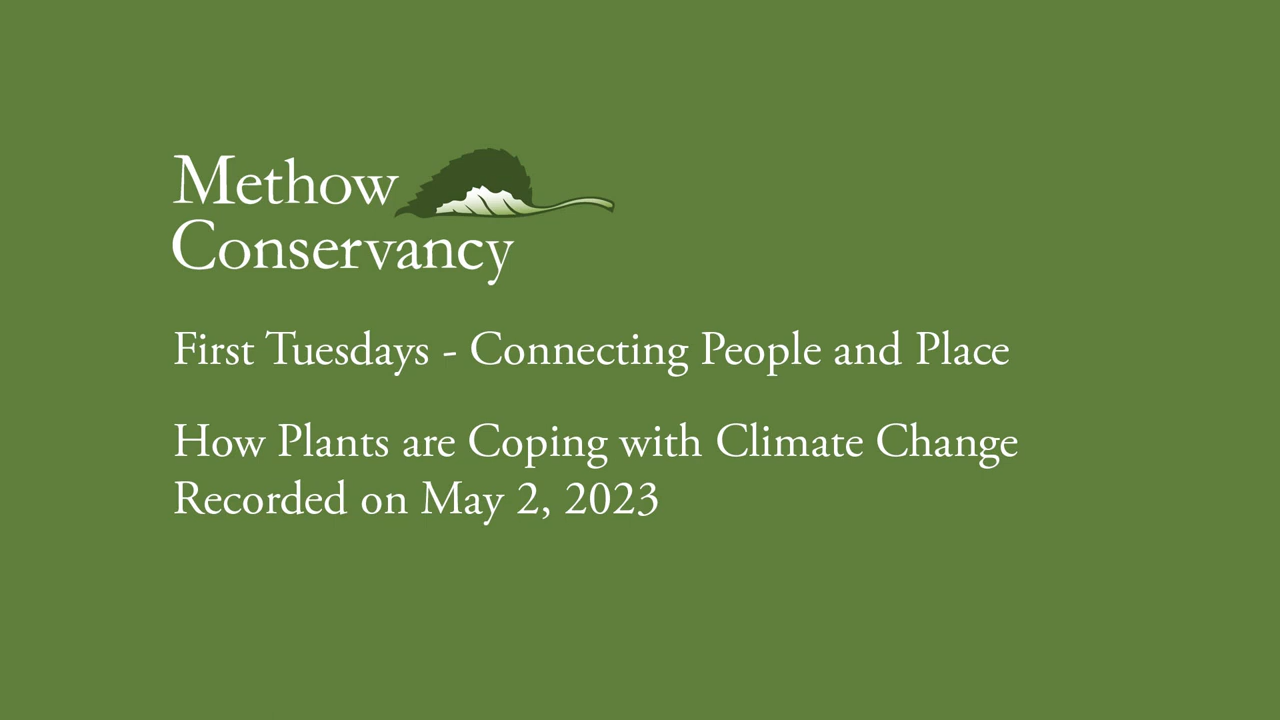 Methow
Conservancy
First Tuesdays - Connecting People and Place
How Plants are Coping with Climate Change
Recorded on May 2, 2023